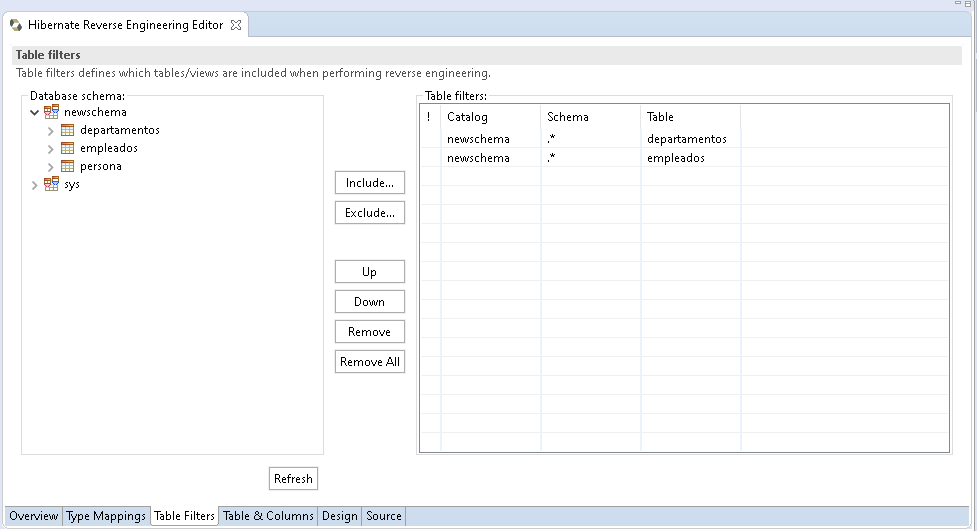 Hibernate Reverse Engineering Editor
Table filters
Table filters defines which tables/views are included when performing reverse engineering.
Database schema:
newschema
departamentos
empleados
persona
sys
Include...
Exclude...
Up
Down
Remove
Remove All
Refresh
Table filters:
! Catalog Schema Table
newschema .* departamentos
newschema .* empleados
Overview Type Mappings Table Filters Table & Columns Design Source